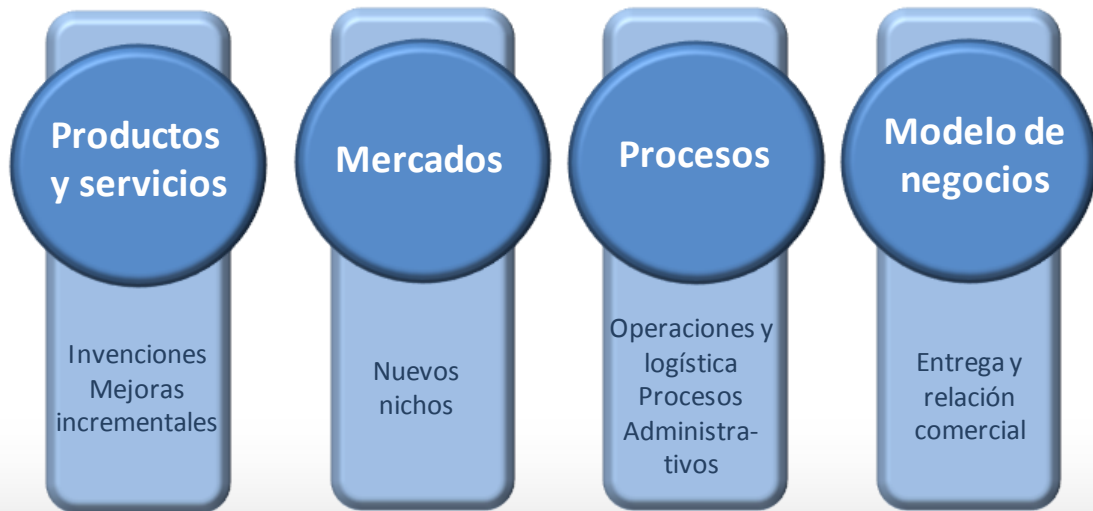 Productos
y servicios
Mercados
Procesos
Modelo de
negocios
Invenciones
Mejoras
incrementales
Nuevos
nichos
Operaciones y
logística
Procesos
Administra-
tivos
Entrega y
relación
comercial